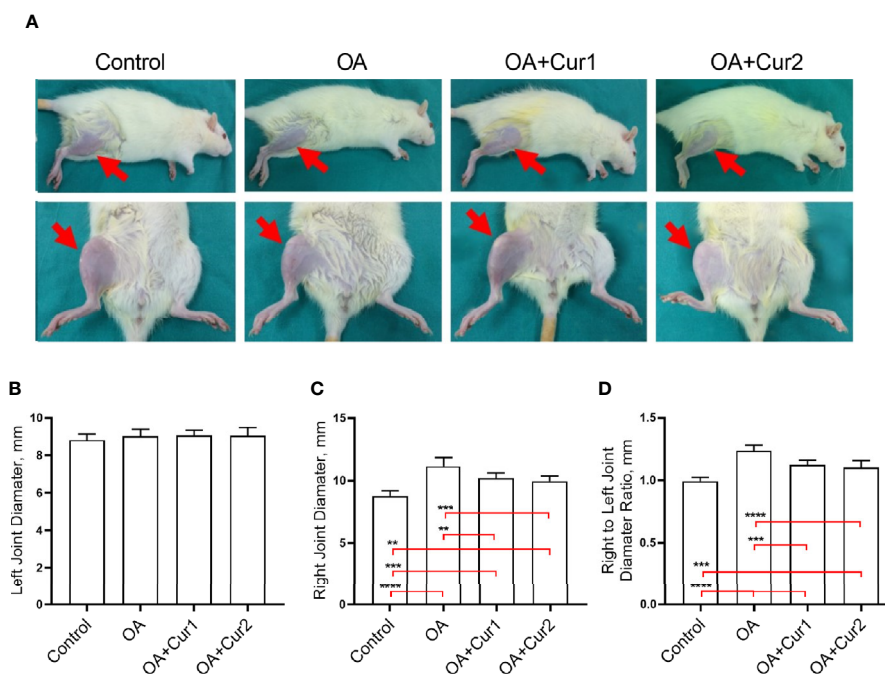 A
Control
OA
OA+Cur1
OA+Cur2
B
Left Joint Diamater, mm
10
8
6
4
2
0
Control
OA
OA+Cur1
OA+Cur2
C
Right Joint Diamater, mm
15
10
5
0
***
**
**
***
****
Control
OA
OA+Cur1
OA+Cur2
D
Right to Left Joint
Diamater Ratio, mm
1.5
1.0
0.5
0.0
****
***
***
****
Control
OA
OA+Cur1
OA+Cur2